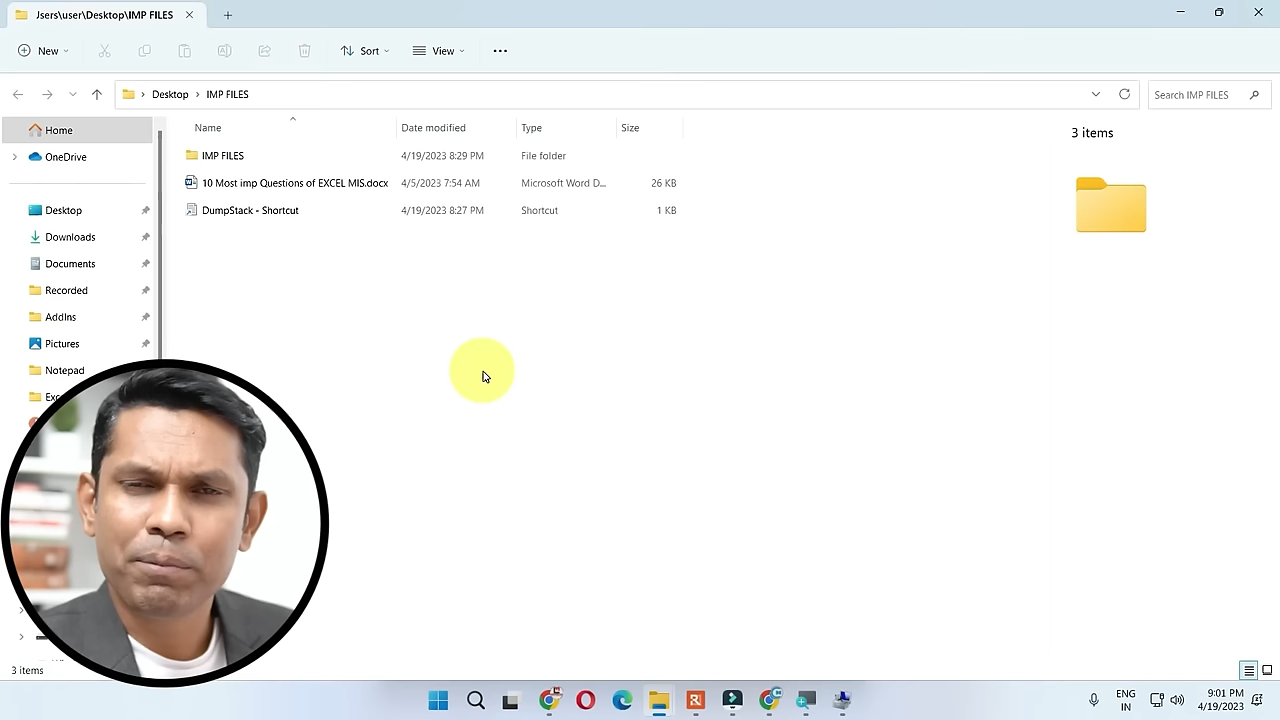 Jsers\user\Desktop\IMP FILES
New
Sort
View
Desktop
IMP FILES
Search IMP FILES
Home
OneDrive
Desktop
Downloads
Documents
Recorded
AddIns
Pictures
Notepad
Name
Date modified
Type
Size
IMP FILES 4/19/2023 8:29 PM File folder
10 Most imp Questions of EXCEL MIS.docx 4/5/2023 7:54 AM Microsoft Word D... 26 KB
DumpStack - Shortcut 4/19/2023 8:27 PM Shortcut 1 KB
3 items
3 items
ENG
IN
9:01 PM
4/19/2023